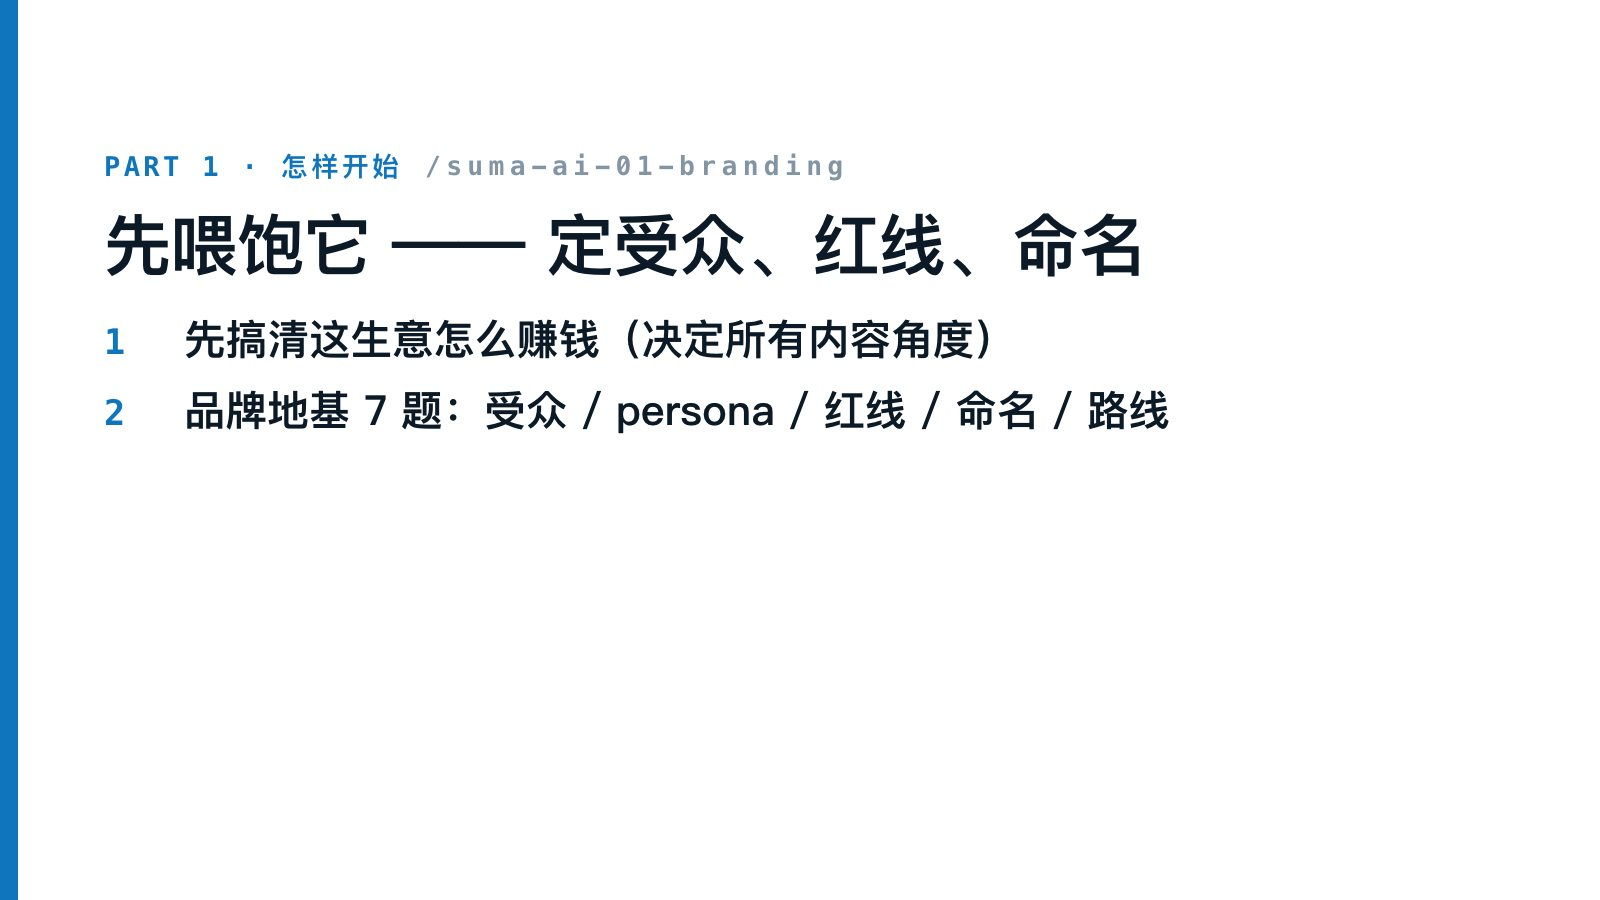 PART 1 · 怎样开始 /suma-ai-01-branding
先喂饱它 —— 定受众、红线、命名
1 先搞清这生意怎么赚钱（决定所有内容角度）
2 品牌地基 7 题：受众 / persona / 红线 / 命名 / 路线